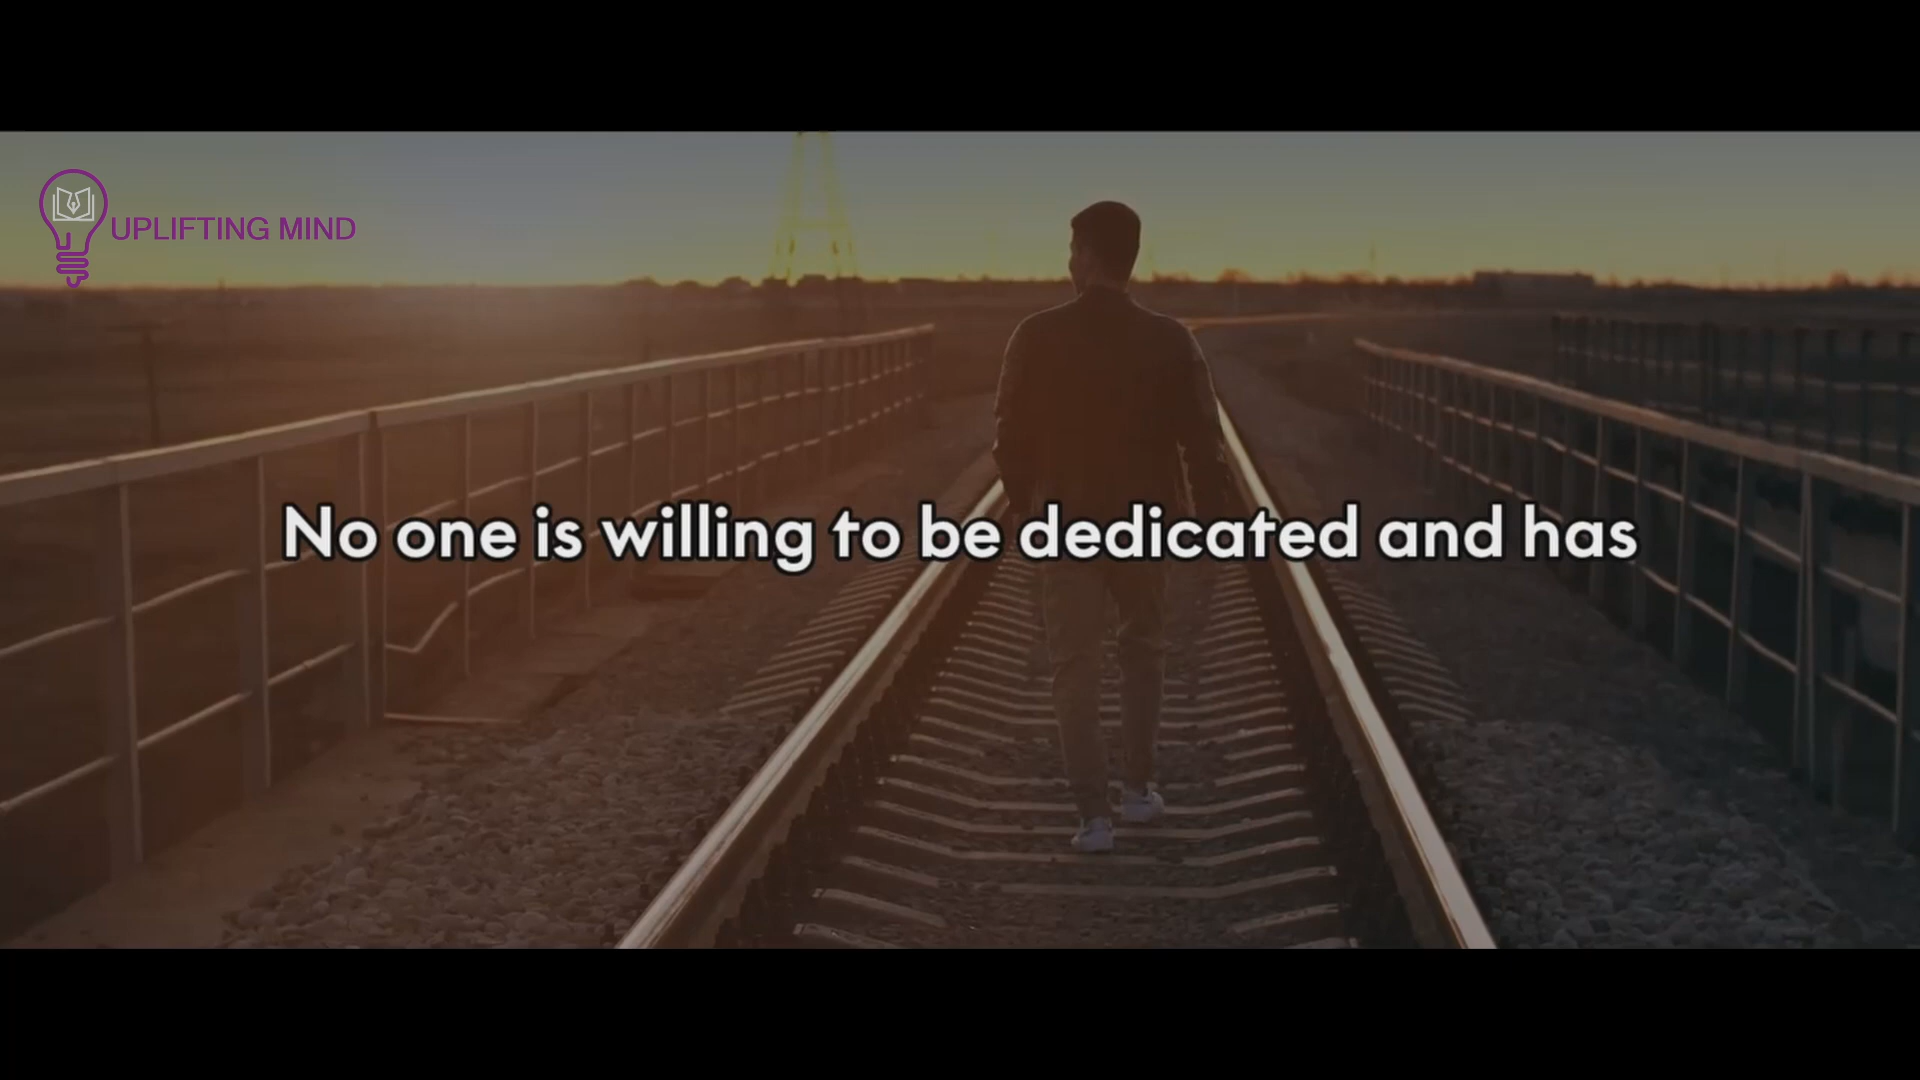 UPLIFTING MIND
No one is willing to be dedicated and has